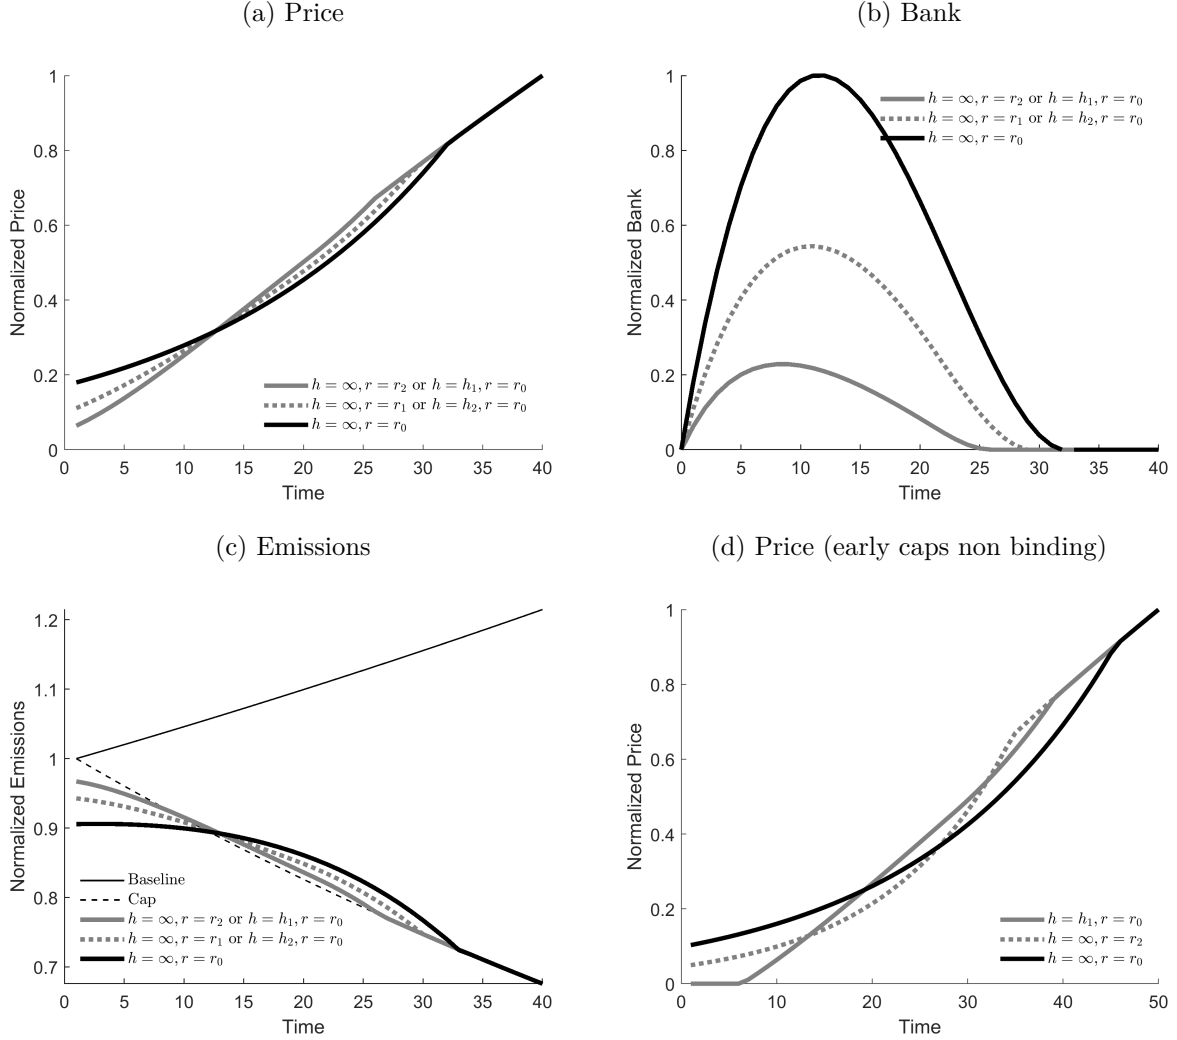 (a) Price
Normalized Price
1
0.8
0.6
0.4
0.2
0
h = ∞, r = r₂ or h = h₁, r = r₀
h = ∞, r = r₁ or h = h₂, r = r₀
h = ∞, r = r₀
0 5 10 15 20 25 30 35 40
Time
(b) Bank
Normalized Bank
1
0.8
0.6
0.4
0.2
0
h = ∞, r = r₂ or h = h₁, r = r₀
h = ∞, r = r₁ or h = h₂, r = r₀
h = ∞, r = r₀
0 5 10 15 20 25 30 35 40
Time
(c) Emissions
Normalized Emissions
1.2
1.1
1
0.9
0.8
0.7
Baseline
Cap
h = ∞, r = r₂ or h = h₁, r = r₀
h = ∞, r = r₁ or h = h₂, r = r₀
h = ∞, r = r₀
0 5 10 15 20 25 30 35 40
Time
(d) Price (early caps non binding)
Normalized Price
1
0.8
0.6
0.4
0.2
0
h = h₁, r = r₀
h = ∞, r = r₂
h = ∞, r = r₀
0 10 20 30 40 50
Time